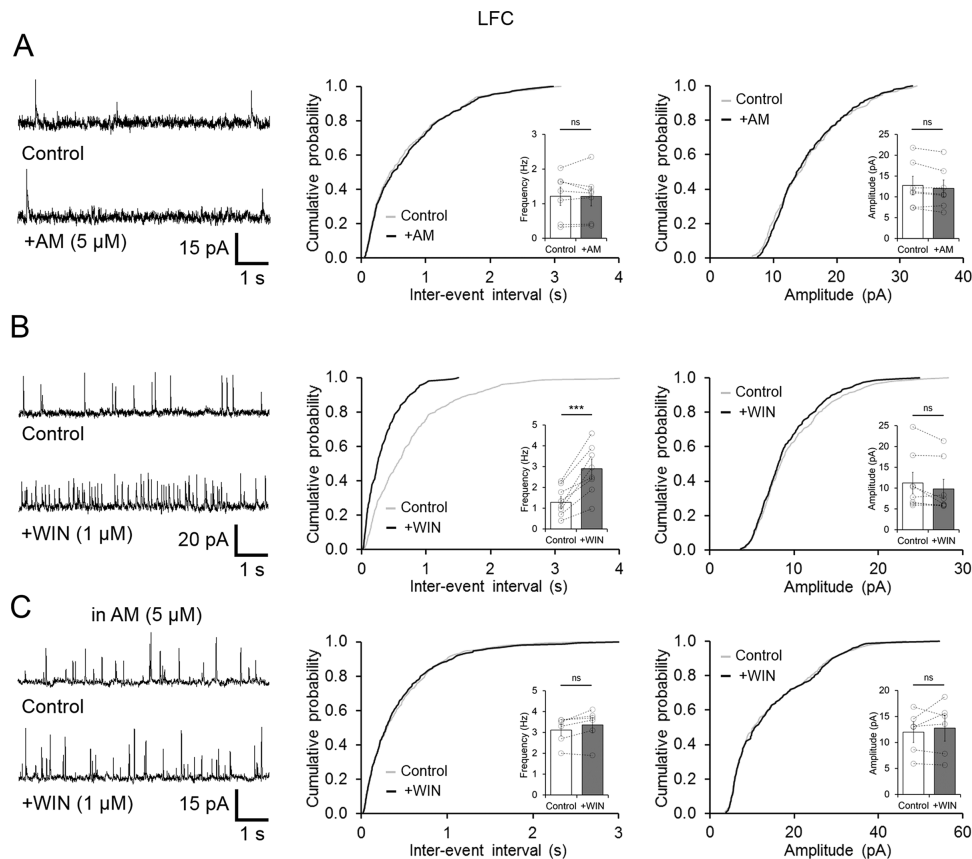 LFC
A
Control
+AM (5 µM)
15 pA
1 s
Cumulative probability
1.0
0.8
0.6
0.4
0.2
0.0
0
1
2
3
4
Inter-event interval (s)
Control
+AM
Frequency (Hz)
3
2
1
0
ns
Control +AM
Cumulative probability
1.0
0.8
0.6
0.4
0.2
0.0
0
10
20
30
40
Amplitude (pA)
Control
+AM
Amplitude (pA)
25
20
15
10
5
0
ns
Control +AM
B
Control
+WIN (1 µM)
20 pA
1 s
Cumulative probability
1.0
0.8
0.6
0.4
0.2
0.0
0
1
2
3
4
Inter-event interval (s)
Control
+WIN
Frequency (Hz)
5
4
3
2
1
0
***
Control +WIN
Cumulative probability
1.0
0.8
0.6
0.4
0.2
0.0
0
10
20
30
Amplitude (pA)
Control
+WIN
Amplitude (pA)
25
20
15
10
5
0
ns
Control +WIN
C
in AM (5 µM)
Control
+WIN (1 µM)
15 pA
1 s
Cumulative probability
1.0
0.8
0.6
0.4
0.2
0.0
0
1
2
3
Inter-event interval (s)
Control
+WIN
Frequency (Hz)
5
4
3
2
1
0
ns
Control +WIN
Cumulative probability
1.0
0.8
0.6
0.4
0.2
0.0
0
20
40
60
Amplitude (pA)
Control
+WIN
Amplitude (pA)
20
15
10
5
0
ns
Control +WIN